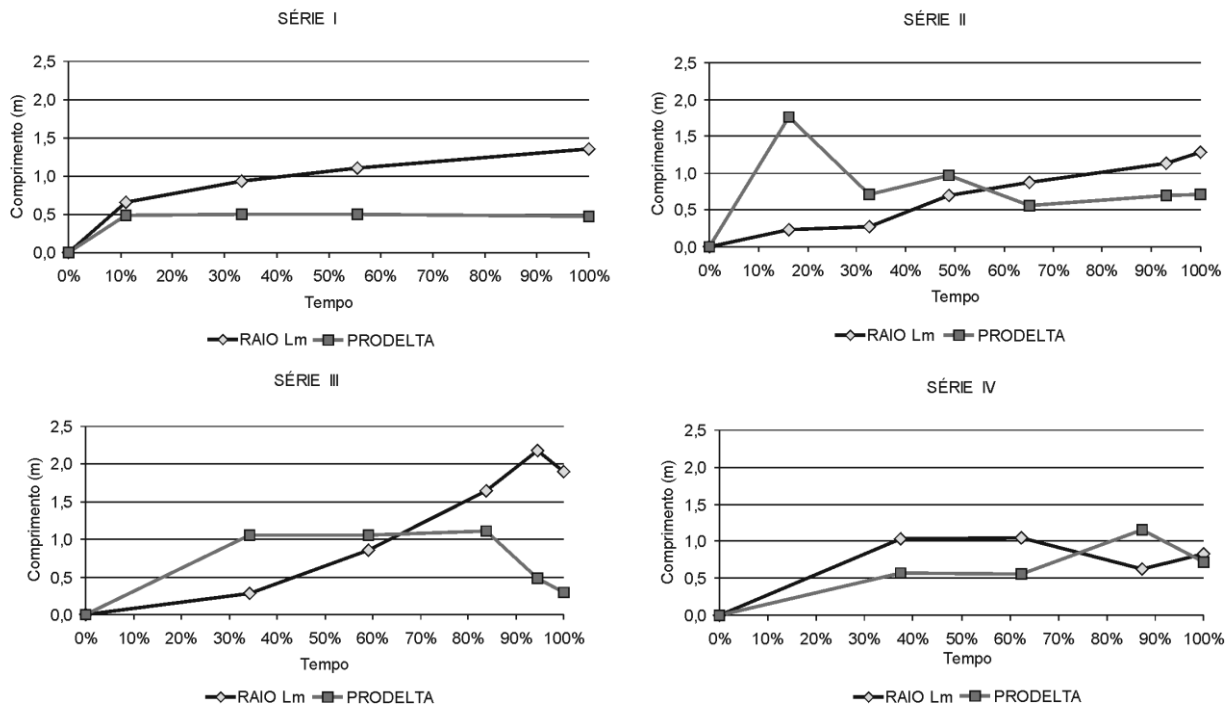 SÉRIE I
Comprimento (m)
2,5
2,0
1,5
1,0
0,5
0,0
0% 10% 20% 30% 40% 50% 60% 70% 80% 90% 100%
Tempo
RAIO Lm PRODELTA
SÉRIE II
Comprimento (m)
2,5
2,0
1,5
1,0
0,5
0,0
0% 10% 20% 30% 40% 50% 60% 70% 80% 90% 100%
Tempo
RAIO Lm PRODELTA
SÉRIE III
Comprimento (m)
2,5
2,0
1,5
1,0
0,5
0,0
0% 10% 20% 30% 40% 50% 60% 70% 80% 90% 100%
Tempo
RAIO Lm PRODELTA
SÉRIE IV
Comprimento (m)
2,5
2,0
1,5
1,0
0,5
0,0
0% 10% 20% 30% 40% 50% 60% 70% 80% 90% 100%
Tempo
RAIO Lm PRODELTA